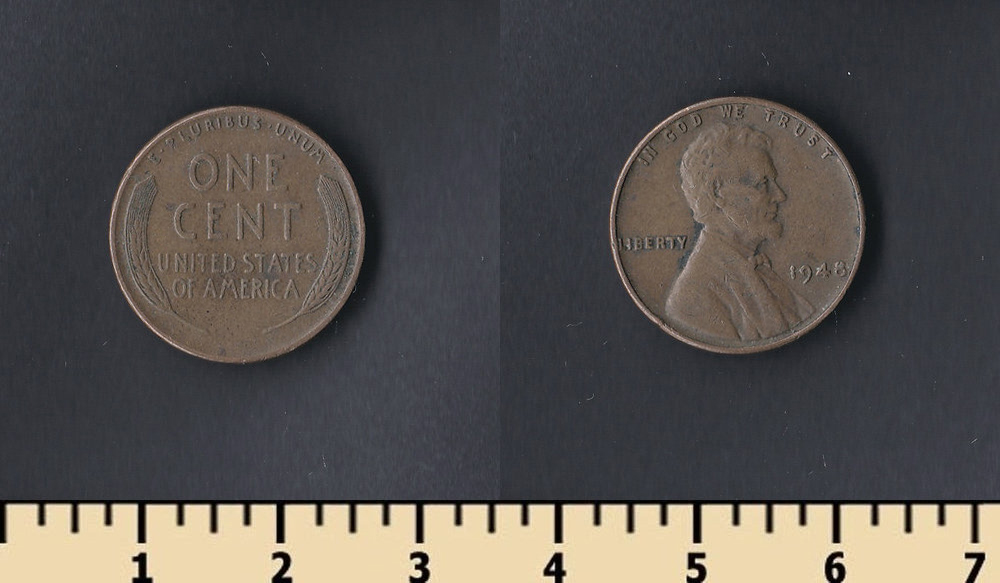 E·PLURIBUS·UNUM
ONE
CENT
UNITED STATES
OF AMERICA
IN GOD WE TRUST
LIBERTY
1948
1 2 3 4 5 6 7